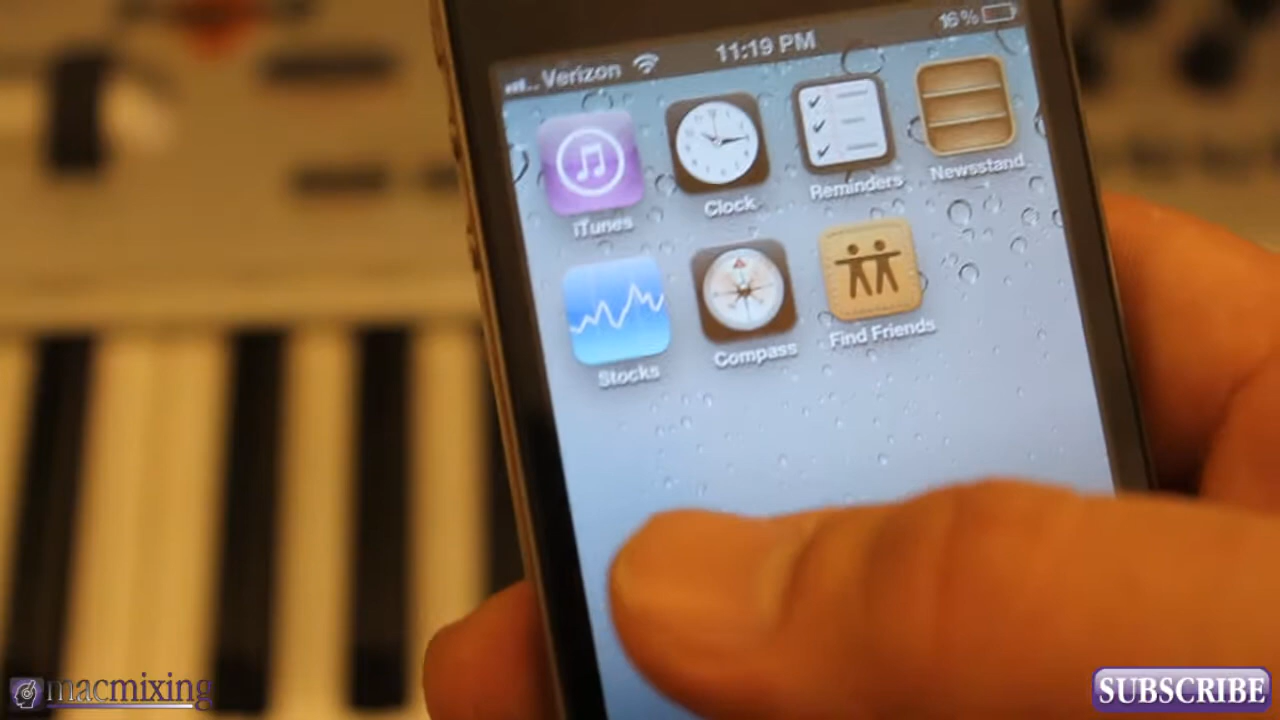 Verizon 11:19 PM 16%
iTunes Clock Reminders Newsstand
Stocks Compass Find Friends
macmixing
SUBSCRIBE